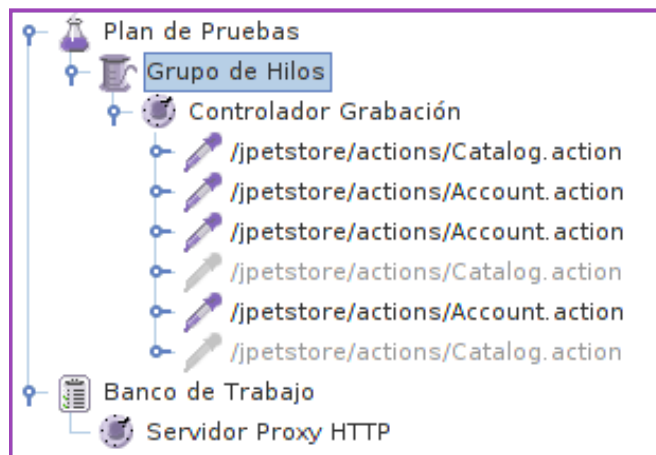 Plan de Pruebas
Grupo de Hilos
Controlador Grabación
/jpetstore/actions/Catalog.action
/jpetstore/actions/Account.action
/jpetstore/actions/Account.action
/jpetstore/actions/Catalog.action
/jpetstore/actions/Account.action
/jpetstore/actions/Catalog.action
Banco de Trabajo
Servidor Proxy HTTP